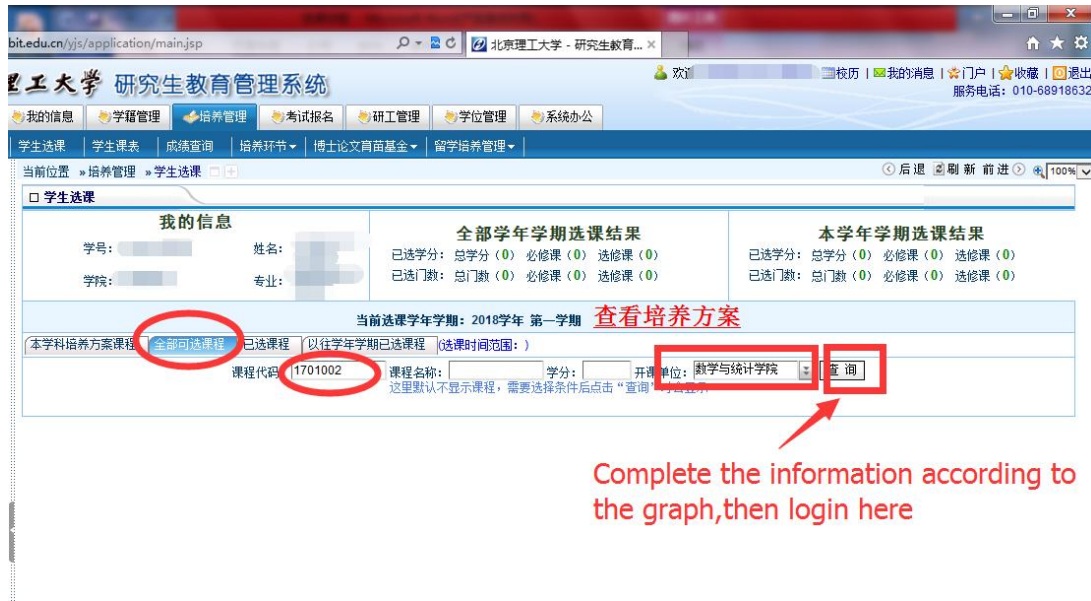 bit.edu.cn/yjs/application/main.jsp
北京理工大学 - 研究生教育...
理工大学 研究生教育管理系统
欢迎 校历 我的消息 门户 收藏 退出
服务电话：010-68918632
我的信息 学籍管理 培养管理 考试报名 研工管理 学位管理 系统办公
学生选课 学生课表 成绩查询 培养环节 博士论文育苗基金 留学培养管理
当前位置 »培养管理 »学生选课
后退 刷新 前进 100%
学生选课
我的信息
学号： 姓名：
学院： 专业：
全部学年学期选课结果
已选学分： 总学分（0） 必修课（0） 选修课（0）
已选门数： 总门数（0） 必修课（0） 选修课（0）
本学年学期选课结果
已选学分： 总学分（0） 必修课（0） 选修课（0）
已选门数： 总门数（0） 必修课（0） 选修课（0）
当前选课学年学期：2018学年 第一学期 查看培养方案
本学科培养方案课程 全部可选课程 已选课程 以往学年学期已选课程 (选课时间范围：)
课程代码 1701002 课程名称： 学分： 开课单位： 数学与统计学院 查 询
这里默认不显示课程，需要选择条件后点击“查询”
Complete the information according to
the graph,then login here